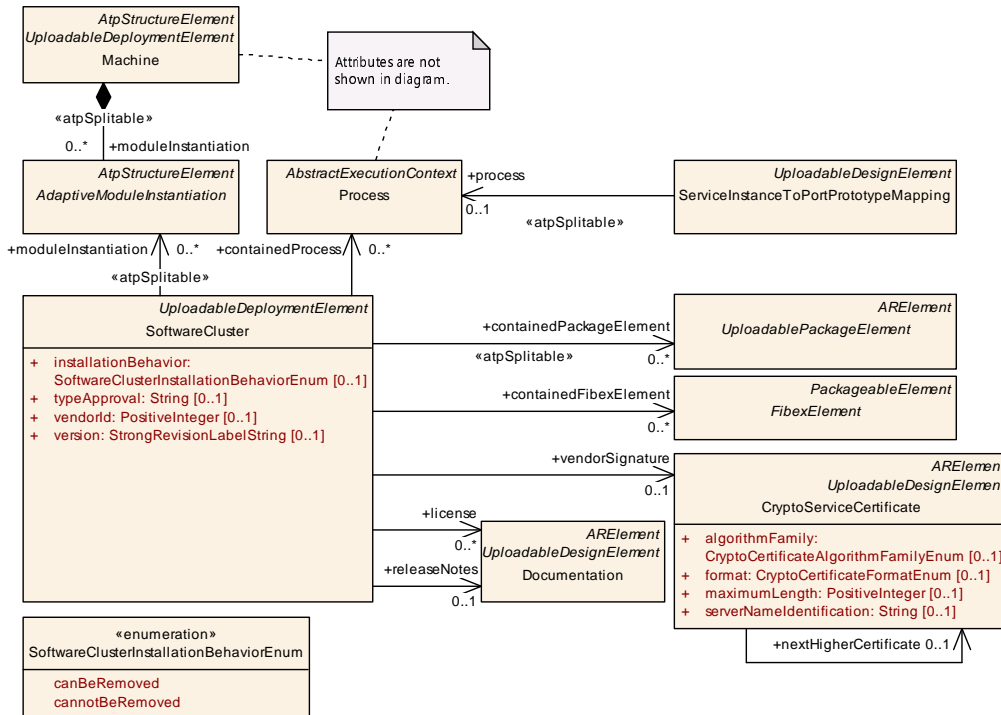 AtpStructureElement
UploadableDeploymentElement
Machine
Attributes are not
shown in diagram.
«atpSplitable»
0..*
+moduleInstantiation
AtpStructureElement
AdaptiveModuleInstantiation
AbstractExecutionContext
Process
+process
0..1
«atpSplitable»
UploadableDesignElement
ServiceInstanceToPortPrototypeMapping
+moduleInstantiation
0..*
«atpSplitable»
+containedProcess
0..*
UploadableDeploymentElement
SoftwareCluster
+ installationBehavior:
SoftwareClusterInstallationBehaviorEnum [0..1]
+ typeApproval: String [0..1]
+ vendorId: PositiveInteger [0..1]
+ version: StrongRevisionLabelString [0..1]
+containedPackageElement
«atpSplitable»
0..*
ARElement
UploadablePackageElement
+containedFibexElement
0..*
PackageableElement
FibexElement
+vendorSignature
0..1
ARElement
UploadableDesignElement
CryptoServiceCertificate
+ algorithmFamily:
CryptoCertificateAlgorithmFamilyEnum [0..1]
+ format: CryptoCertificateFormatEnum [0..1]
+ maximumLength: PositiveInteger [0..1]
+ serverNameIdentification: String [0..1]
+nextHigherCertificate 0..1
+license
0..*
+releaseNotes
0..1
ARElement
UploadableDesignElement
Documentation
«enumeration»
SoftwareClusterInstallationBehaviorEnum
canBeRemoved
cannotBeRemoved